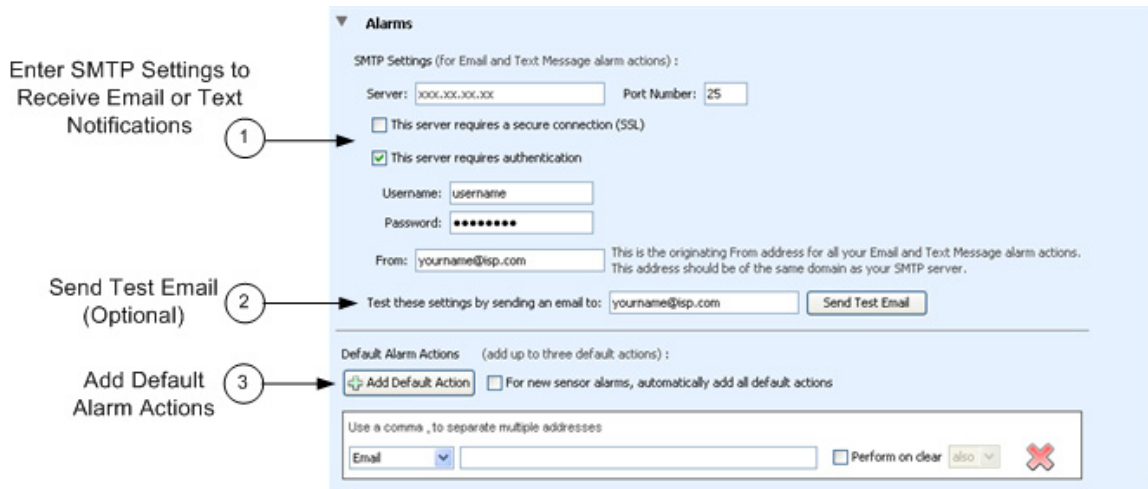 Alarms
SMTP Settings (for Email and Text Message alarm actions) :
Enter SMTP Settings to
Receive Email or Text
Notifications
1
Server: xxx.xx.xx.xx Port Number: 25
This server requires a secure connection (SSL)
This server requires authentication
Username: username
Password: ●●●●●●●●
From: yourname@isp.com
This is the originating From address for all your Email and Text Message alarm actions.
This address should be of the same domain as your SMTP server.
Send Test Email
(Optional)
2
Test these settings by sending an email to: yourname@isp.com Send Test Email
Default Alarm Actions (add up to three default actions) :
Add Default
Alarm Actions
3
Add Default Action For new sensor alarms, automatically add all default actions
Use a comma , to separate multiple addresses
Email Perform on clear also